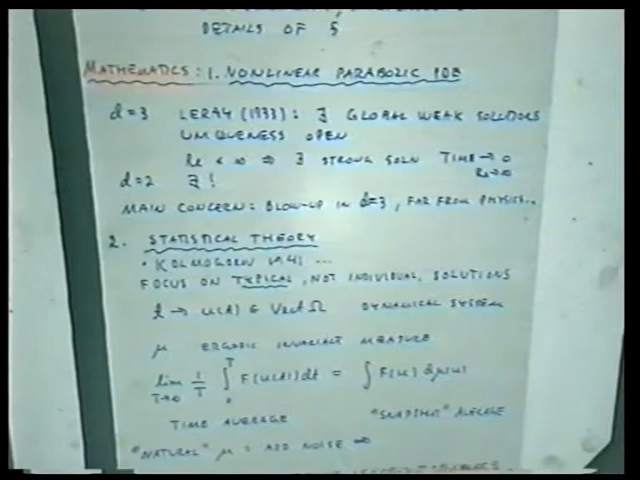 DETAILS OF
MATHEMATICS: 1. NONLINEAR PARABOLIC PDE
d=3 LERAY (1933): ∃ GLOBAL WEAK SOLUTIONS
UNIQUENESS OPEN
Re < ∞ ⇒ ∃ STRONG SOLN TIME → 0
Re → ∞
d=2 ∃!
MAIN CONCERN: BLOW-UP IN d=3, FAR FROM PHYSICS..
2. STATISTICAL THEORY
• KOLMOGOROV 1941 ...
FOCUS ON TYPICAL, NOT INDIVIDUAL, SOLUTIONS
t → u(t) ∈ Vect Ω DYNAMICAL SYSTEM
μ ERGODIC INVARIANT MEASURE
lim T→∞ 1/T ∫₀ᵀ F(u(t))dt = ∫ F(u) dμ(u)
TIME AVERAGE "SNAPSHOT" AVERAGE
"NATURAL" μ = ADD NOISE